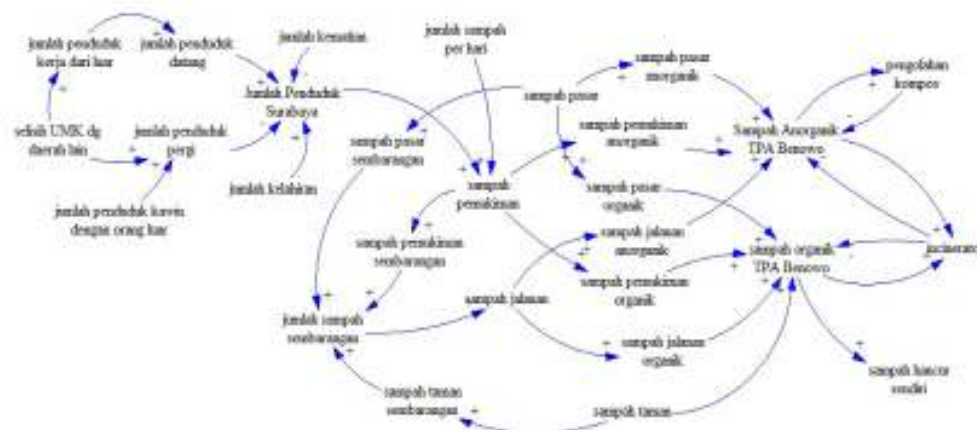 jumlah penduduk
kerja dari luar
jumlah penduduk
datang
jumlah kematian
jumlah sampah
per hari
sampah pasar
anorganik
pengolahan
kompos
selisih UMK dg
daerah lain
jumlah penduduk
pergi
Jumlah Penduduk
Surabaya
sampah pasar
sampah pasar
sembarangan
sampah pemukiman
anorganik
Sampah Anorganik
TPA Benowo
jumlah kelahiran
sampah
pemukiman
sampah pasar
organik
jumlah penduduk kawin
dengan orang luar
sampah pemukiman
sembarangan
sampah jalanan
anorganik
sampah organik
TPA Benowo
incinerator
sampah pemukiman
organik
sampah jalanan
jumlah sampah
sembarangan
sampah jalanan
organik
sampah hancur
sendiri
sampah taman
sembarangan
sampah taman